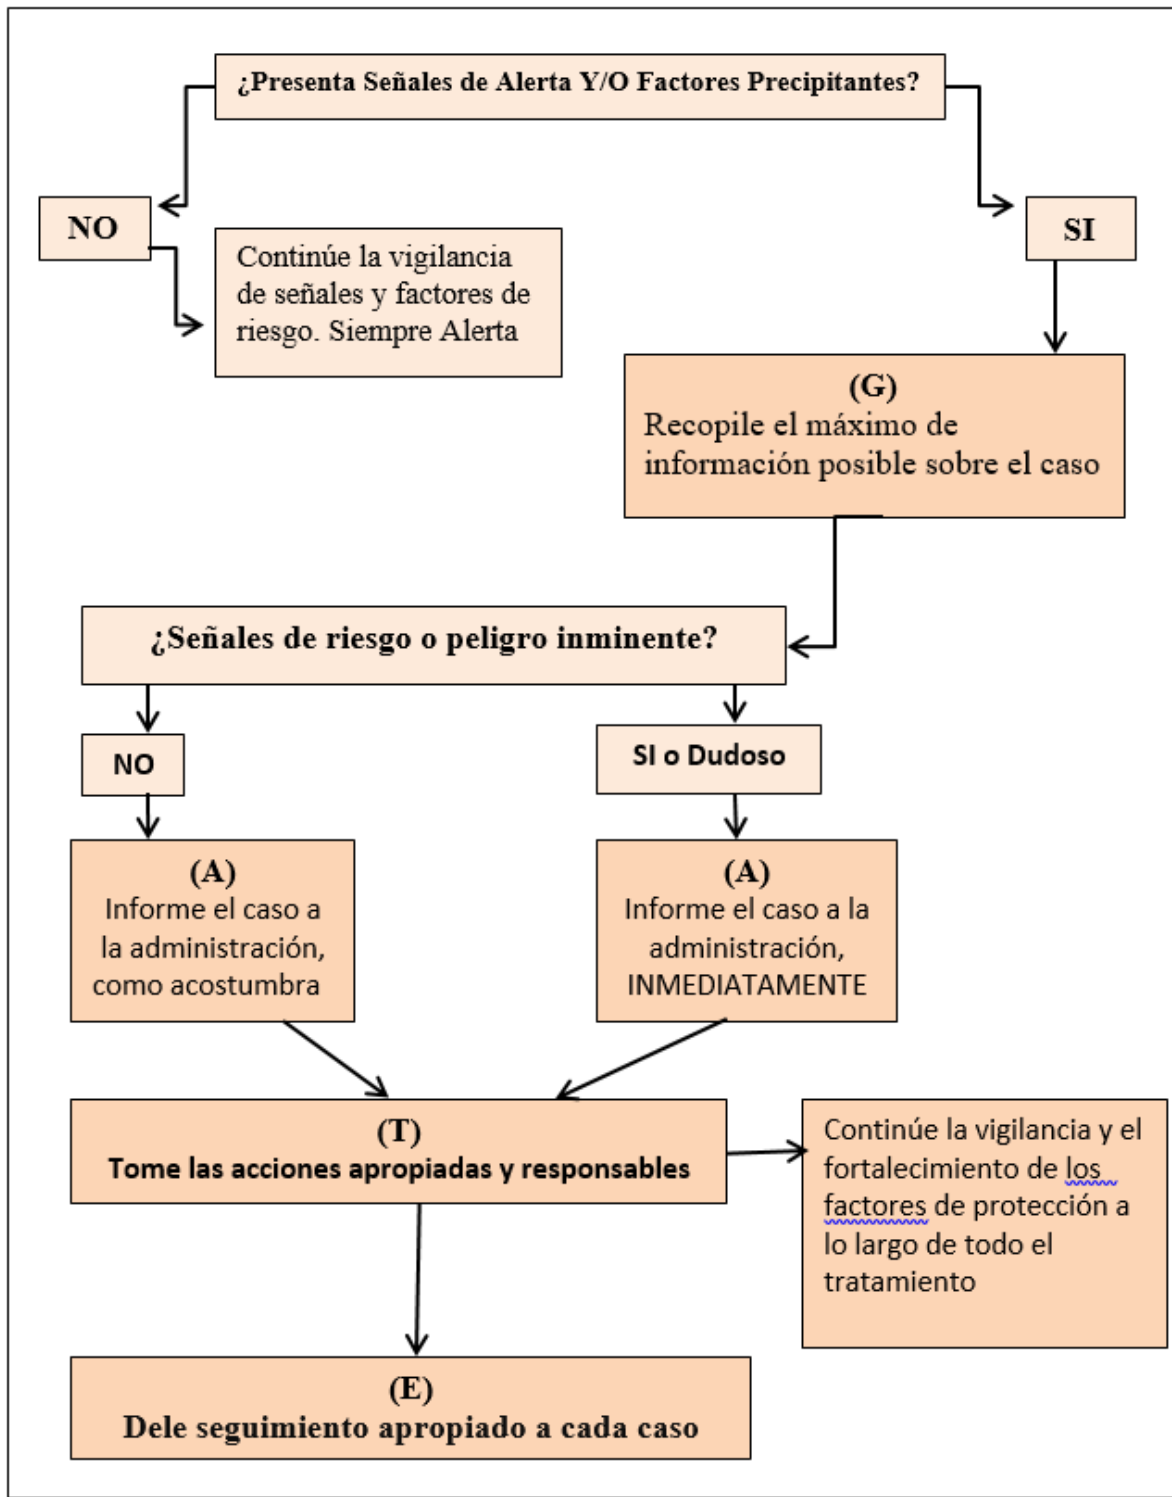 ¿Presenta Señales de Alerta Y/O Factores Precipitantes?
NO
SI
Continúe la vigilancia
de señales y factores de
riesgo. Siempre Alerta
(G)
Recopile el máximo de
información posible sobre el caso
¿Señales de riesgo o peligro inminente?
NO
SI o Dudoso
(A)
Informe el caso a
la administración,
como acostumbra
(A)
Informe el caso a la
administración,
INMEDIATAMENTE
(T)
Tome las acciones apropiadas y responsables
Continúe la vigilancia y el
fortalecimiento de los
factores de protección a
lo largo de todo el
tratamiento
(E)
Dele seguimiento apropiado a cada caso